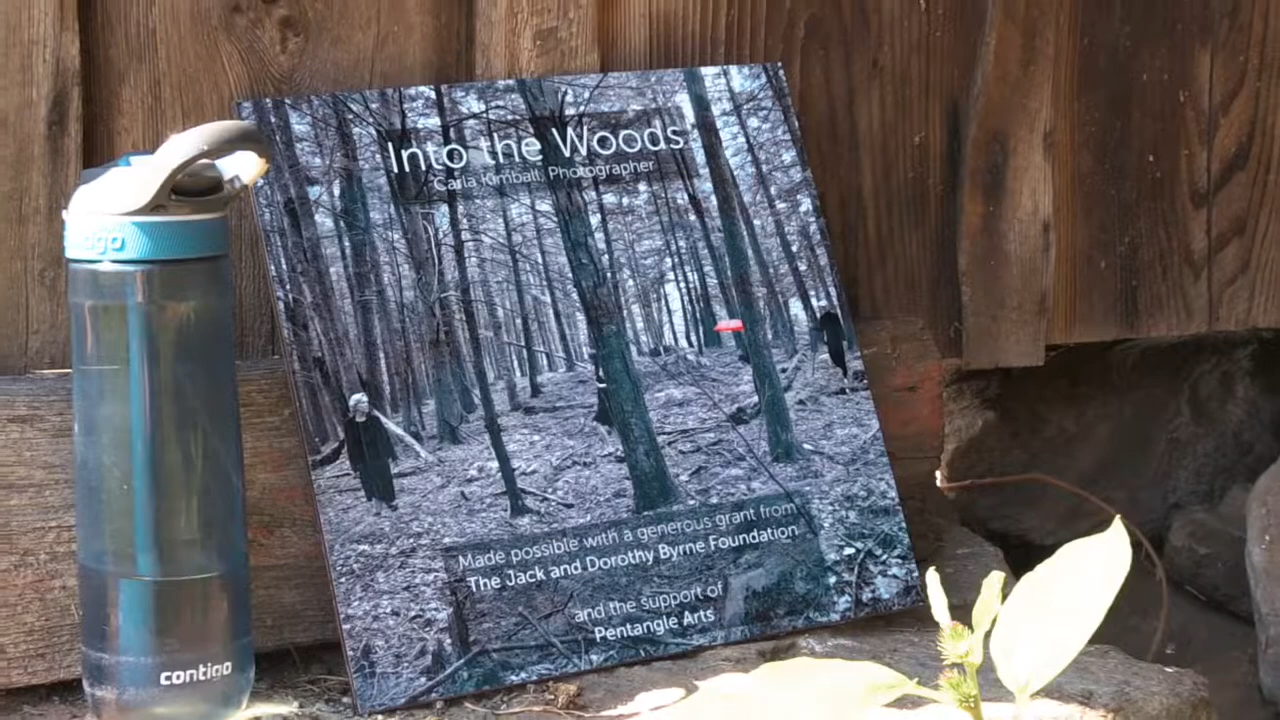 Into the Woods
Carla Kimball, Photographer
Made possible with a generous grant from
The Jack and Dorothy Byrne Foundation
and the support of
Pentangle Arts
contigo